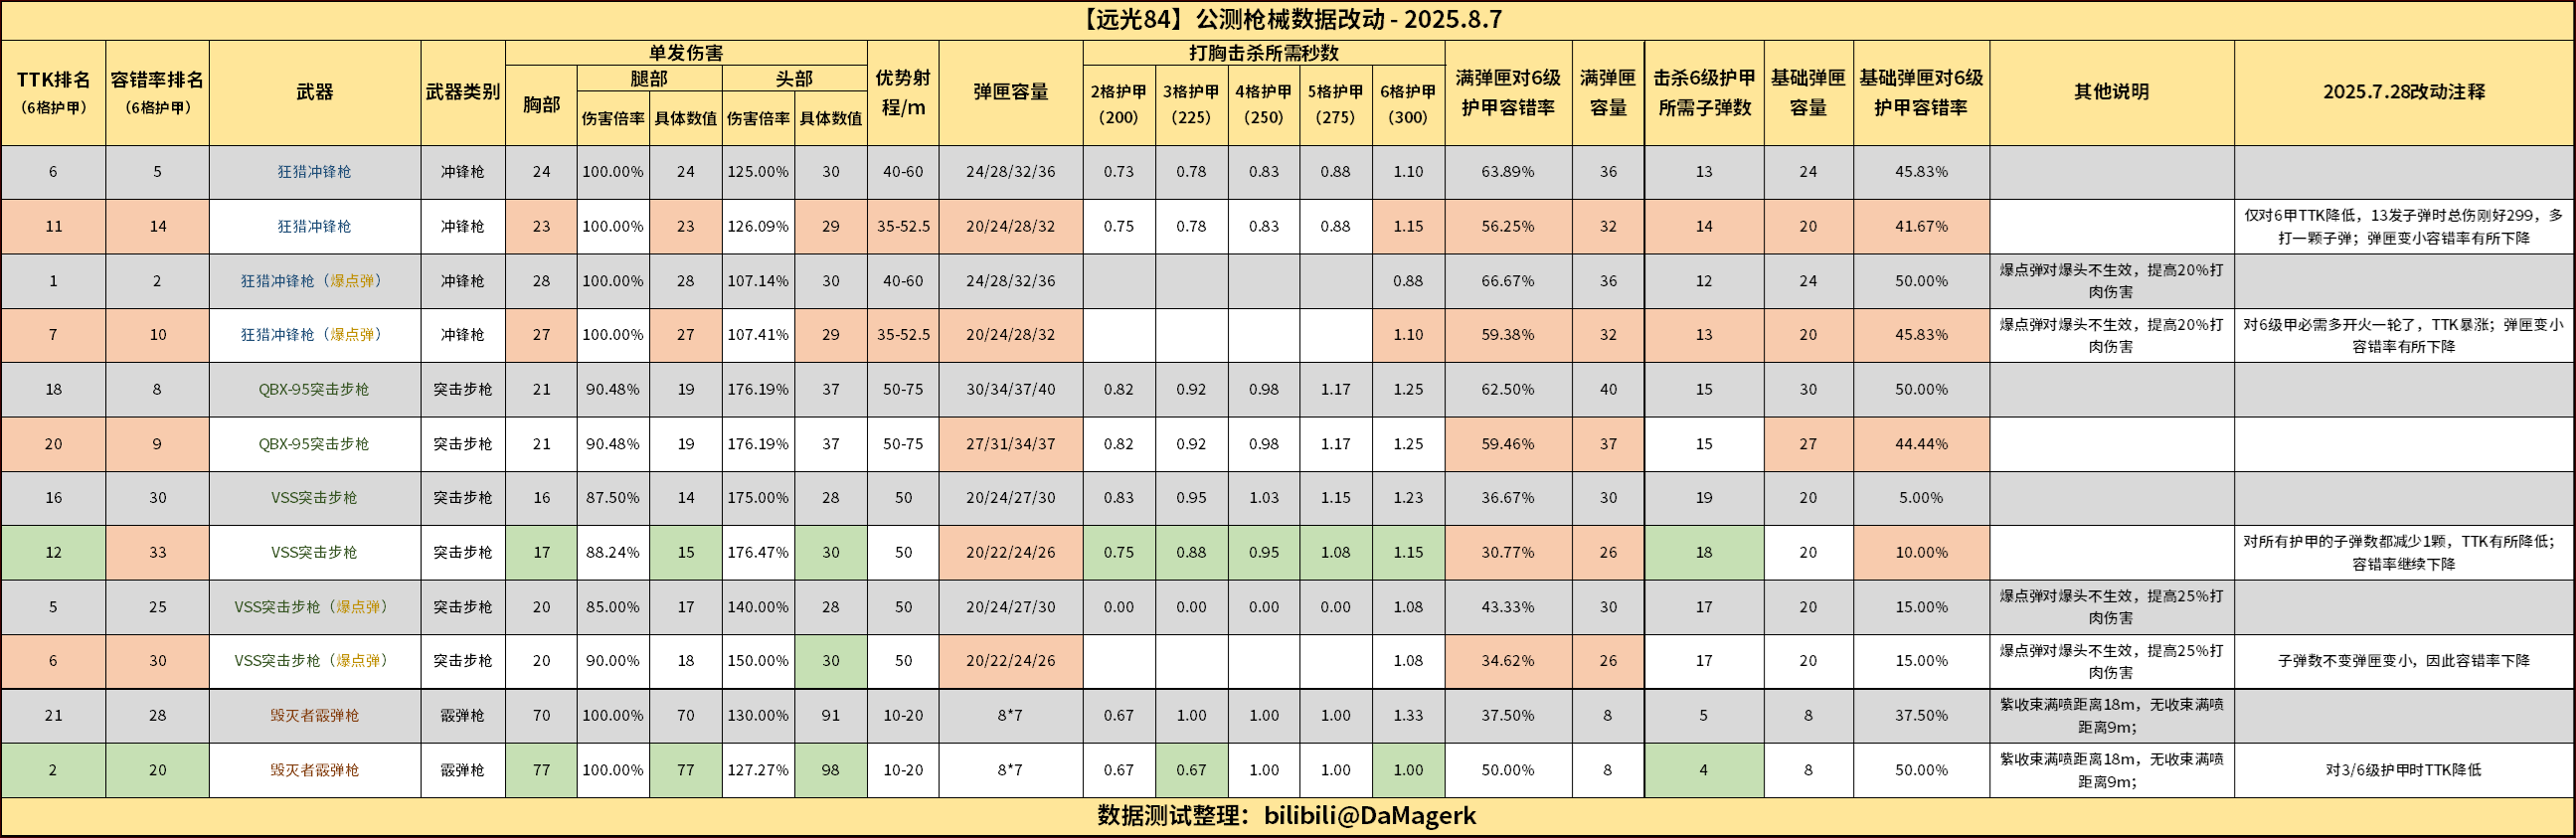 【远光84】公测枪械数据改动 - 2025.8.7
TTK排名 （6格护甲） 容错率排名 （6格护甲） 武器 武器类别 单发伤害 胸部 腿部 伤害倍率 具体数值 头部 伤害倍率 具体数值 优势射程/m 弹匣容量 打胸击杀所需秒数 2格护甲 （200） 3格护甲 （225） 4格护甲 （250） 5格护甲 （275） 6格护甲 （300） 满弹匣对6级护甲容错率 满弹匣容量 击杀6级护甲所需子弹数 基础弹匣容量 基础弹匣对6级护甲容错率 其他说明 2025.7.28改动注释
6 5 狂猎冲锋枪 冲锋枪 24 100.00% 24 125.00% 30 40-60 24/28/32/36 0.73 0.78 0.83 0.88 1.10 63.89% 36 13 24 45.83%
11 14 狂猎冲锋枪 冲锋枪 23 100.00% 23 126.09% 29 35-52.5 20/24/28/32 0.75 0.78 0.83 0.88 1.15 56.25% 32 14 20 41.67% 仅对6甲TTK降低，13发子弹时总伤刚好299，多打一颗子弹；弹匣变小容错率有所下降
1 2 狂猎冲锋枪（爆点弹） 冲锋枪 28 100.00% 28 107.14% 30 40-60 24/28/32/36 0.88 66.67% 36 12 24 50.00% 爆点弹对爆头不生效，提高20%打肉伤害
7 10 狂猎冲锋枪（爆点弹） 冲锋枪 27 100.00% 27 107.41% 29 35-52.5 20/24/28/32 1.10 59.38% 32 13 20 45.83% 爆点弹对爆头不生效，提高20%打肉伤害 对6级甲必需多开火一轮了，TTK暴涨；弹匣变小容错率有所下降
18 8 QBX-95突击步枪 突击步枪 21 90.48% 19 176.19% 37 50-75 30/34/37/40 0.82 0.92 0.98 1.17 1.25 62.50% 40 15 30 50.00%
20 9 QBX-95突击步枪 突击步枪 21 90.48% 19 176.19% 37 50-75 27/31/34/37 0.82 0.92 0.98 1.17 1.25 59.46% 37 15 27 44.44%
16 30 VSS突击步枪 突击步枪 16 87.50% 14 175.00% 28 50 20/24/27/30 0.83 0.95 1.03 1.15 1.23 36.67% 30 19 20 5.00%
12 33 VSS突击步枪 突击步枪 17 88.24% 15 176.47% 30 50 20/22/24/26 0.75 0.88 0.95 1.08 1.15 30.77% 26 18 20 10.00% 对所有护甲的子弹数都减少1颗，TTK有所降低；容错率继续下降
5 25 VSS突击步枪（爆点弹） 突击步枪 20 85.00% 17 140.00% 28 50 20/24/27/30 0.00 0.00 0.00 0.00 1.08 43.33% 30 17 20 15.00% 爆点弹对爆头不生效，提高25%打肉伤害
6 30 VSS突击步枪（爆点弹） 突击步枪 20 90.00% 18 150.00% 30 50 20/22/24/26 1.08 34.62% 26 17 20 15.00% 爆点弹对爆头不生效，提高25%打肉伤害 子弹数不变弹匣变小，因此容错率下降
21 28 毁灭者霰弹枪 霰弹枪 70 100.00% 70 130.00% 91 10-20 8*7 0.67 1.00 1.00 1.00 1.33 37.50% 8 5 8 37.50% 紫收束满喷距离18m，无收束满喷距离9m；
2 20 毁灭者霰弹枪 霰弹枪 77 100.00% 77 127.27% 98 10-20 8*7 0.67 0.67 1.00 1.00 1.00 50.00% 8 4 8 50.00% 紫收束满喷距离18m，无收束满喷距离9m； 对3/6级护甲时TTK降低
数据测试整理：bilibili@DaMagerk